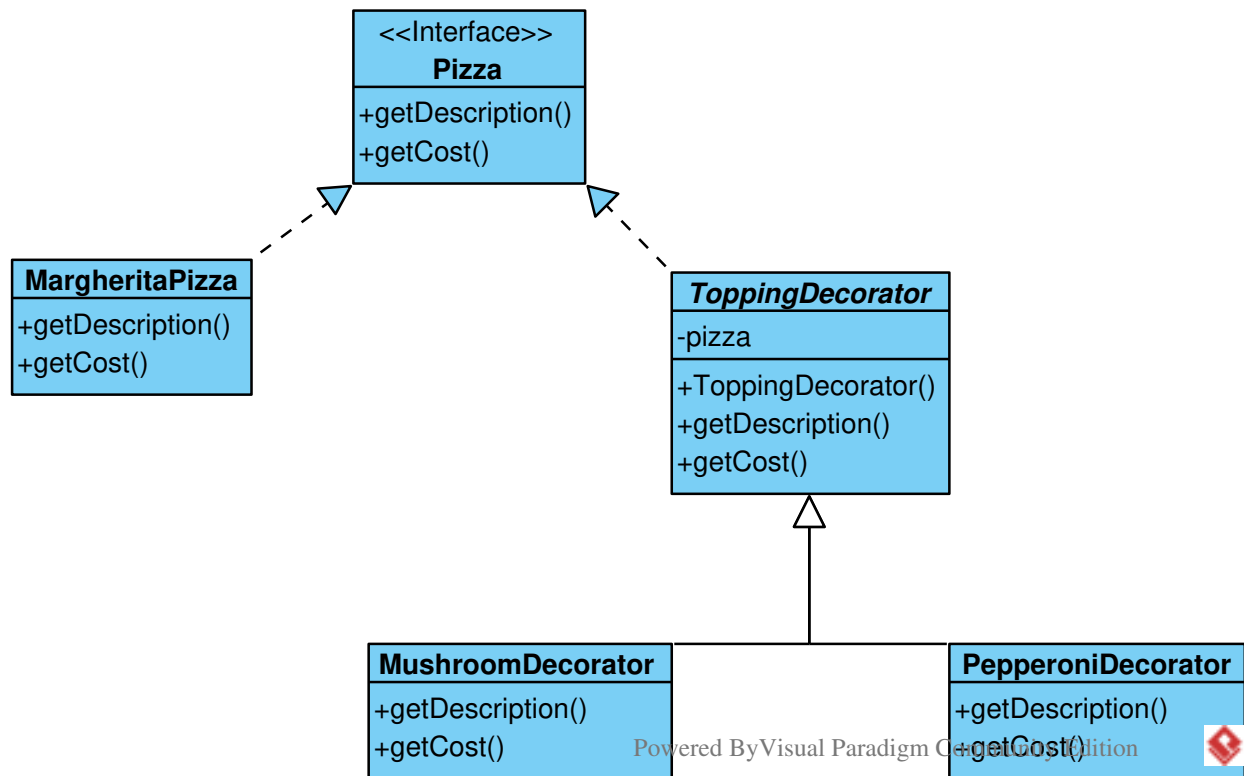 <<Interface>>
Pizza
+getDescription()
+getCost()
MargheritaPizza
+getDescription()
+getCost()
ToppingDecorator
-pizza
+ToppingDecorator()
+getDescription()
+getCost()
MushroomDecorator
+getDescription()
+getCost()
PepperoniDecorator
+getDescription()
+getCost()
Powered ByVisual Paradigm Community Edition